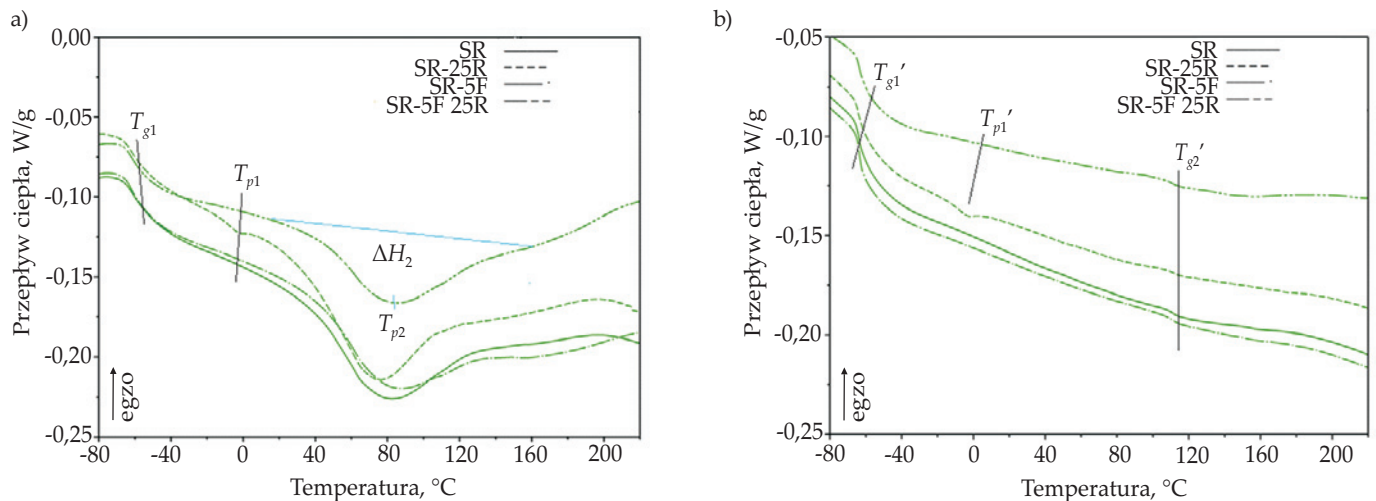 a)
Przepływ ciepła, W/g
0,00
-0,05
-0,10
-0,15
-0,20
-0,25
SR
SR-25R
SR-5F
SR-5F 25R
Tg1
Tp1
ΔH2
Tp2
egzo
-80 -40 0 40 80 120 160 200
Temperatura, °C
b)
Przepływ ciepła, W/g
-0,05
-0,10
-0,15
-0,20
-0,25
SR
SR-25R
SR-5F
SR-5F 25R
Tg1′
Tp1′
Tg2′
egzo
-80 -40 0 40 80 120 160 200
Temperatura, °C